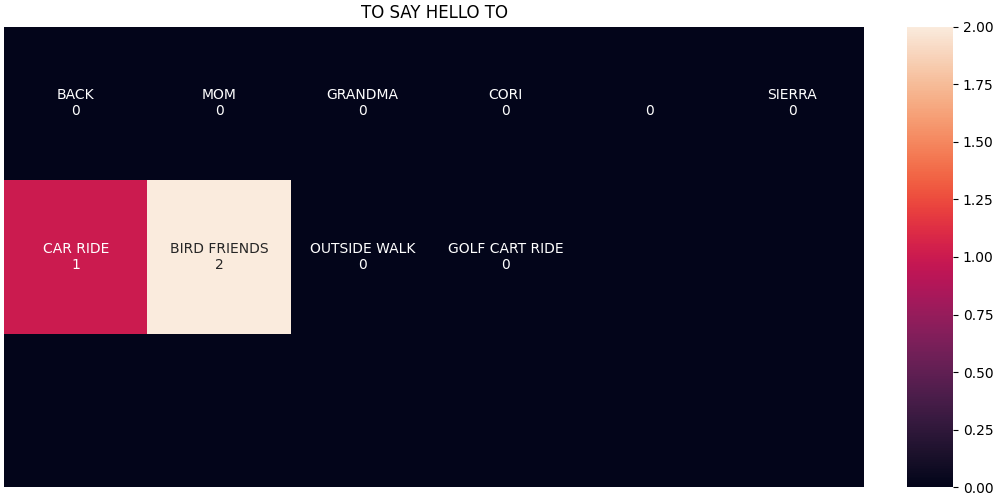 TO SAY HELLO TO
BACK
0
MOM
0
GRANDMA
0
CORI
0
0
SIERRA
0
CAR RIDE
1
BIRD FRIENDS
2
OUTSIDE WALK
0
GOLF CART RIDE
0
2.00
1.75
1.50
1.25
1.00
0.75
0.50
0.25
0.00